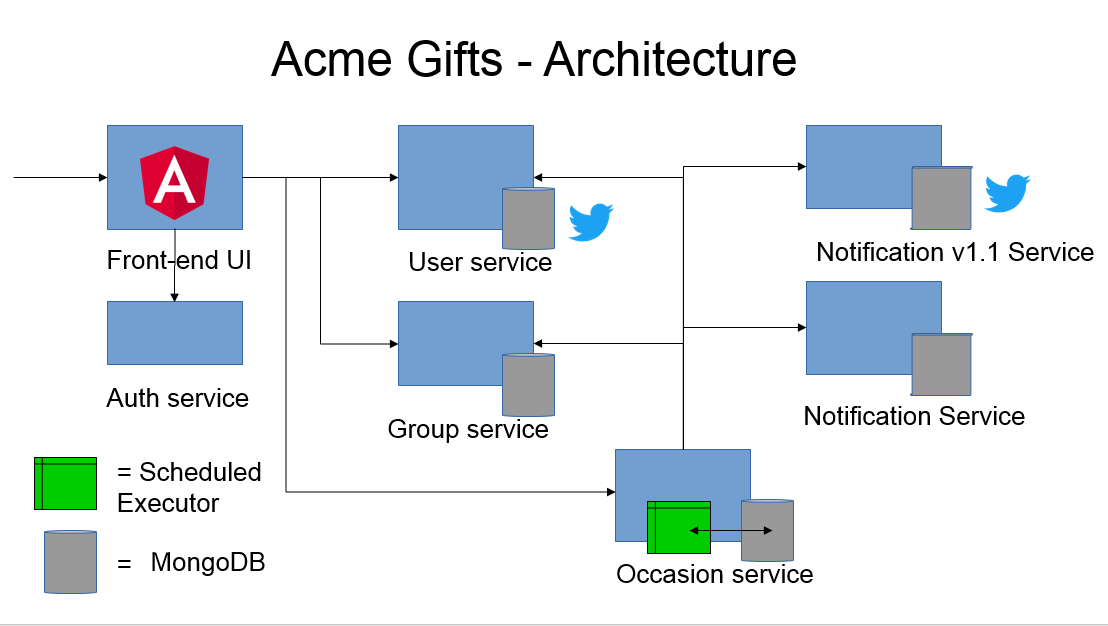 Acme Gifts - Architecture
A
Front-end UI
User service
Notification v1.1 Service
Auth service
Group service
Notification Service
= Scheduled
Executor
= MongoDB
Occasion service